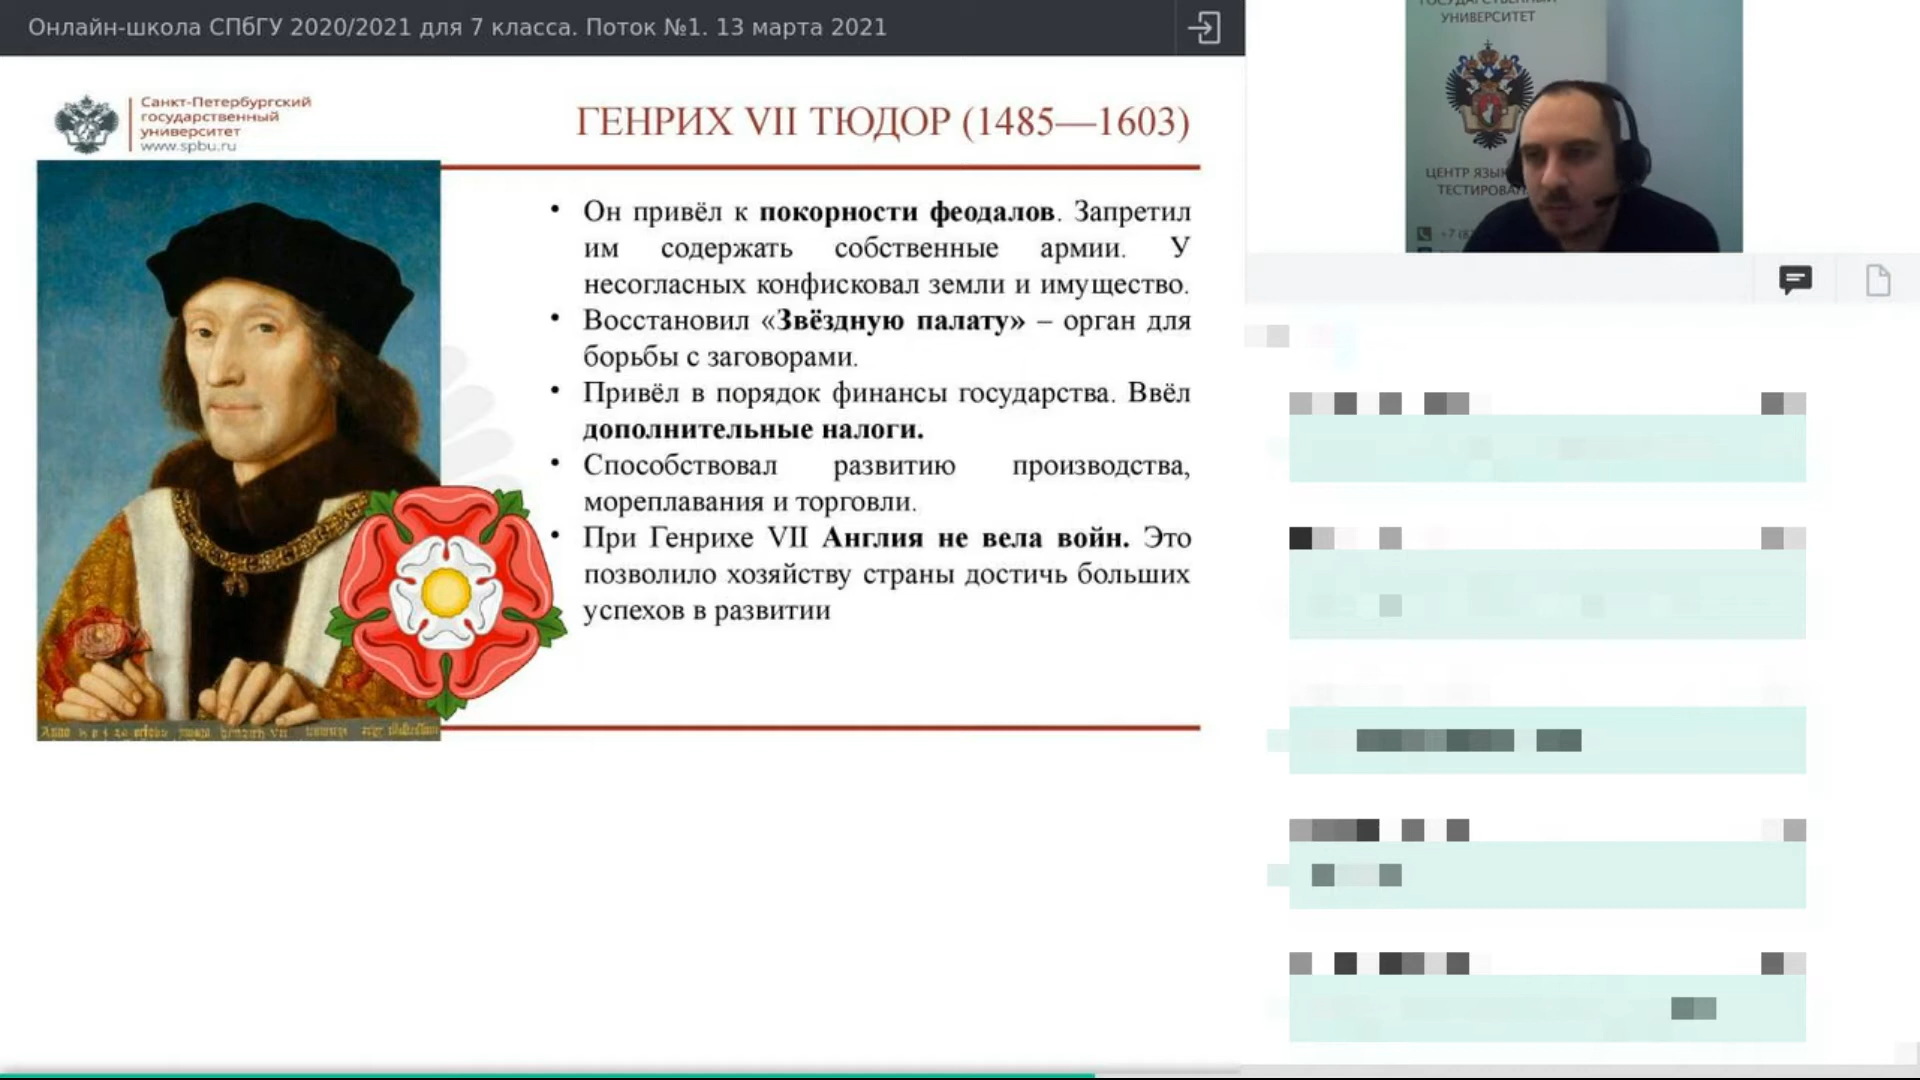 Онлайн-школа СПбГУ 2020/2021 для 7 класса. Поток №1. 13 марта 2021
Санкт-Петербургский
государственный
университет
www.spbu.ru
ГЕНРИХ VII ТЮДОР (1485—1603)
• Он привёл к покорности феодалов. Запретил
им содержать собственные армии. У
несогласных конфисковал земли и имущество.
• Восстановил «Звёздную палату» – орган для
борьбы с заговорами.
• Привёл в порядок финансы государства. Ввёл
дополнительные налоги.
• Способствовал развитию производства,
мореплавания и торговли.
• При Генрихе VII Англия не вела войн. Это
позволило хозяйству страны достичь больших
успехов в развитии
УНИВЕРСИТЕТ
ЦЕНТР